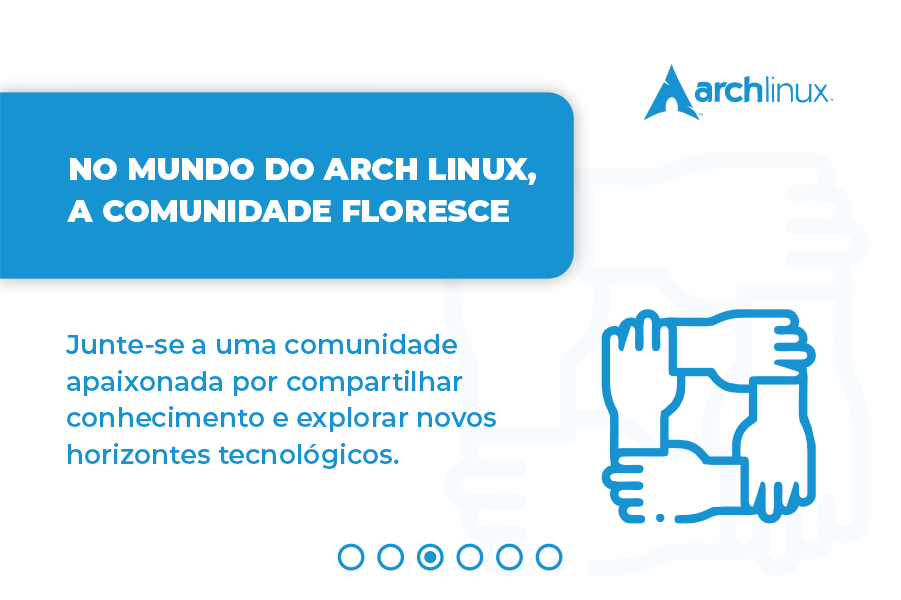 archlinux
NO MUNDO DO ARCH LINUX,
A COMUNIDADE FLORESCE
Junte-se a uma comunidade
apaixonada por compartilhar
conhecimento e explorar novos
horizontes tecnológicos.